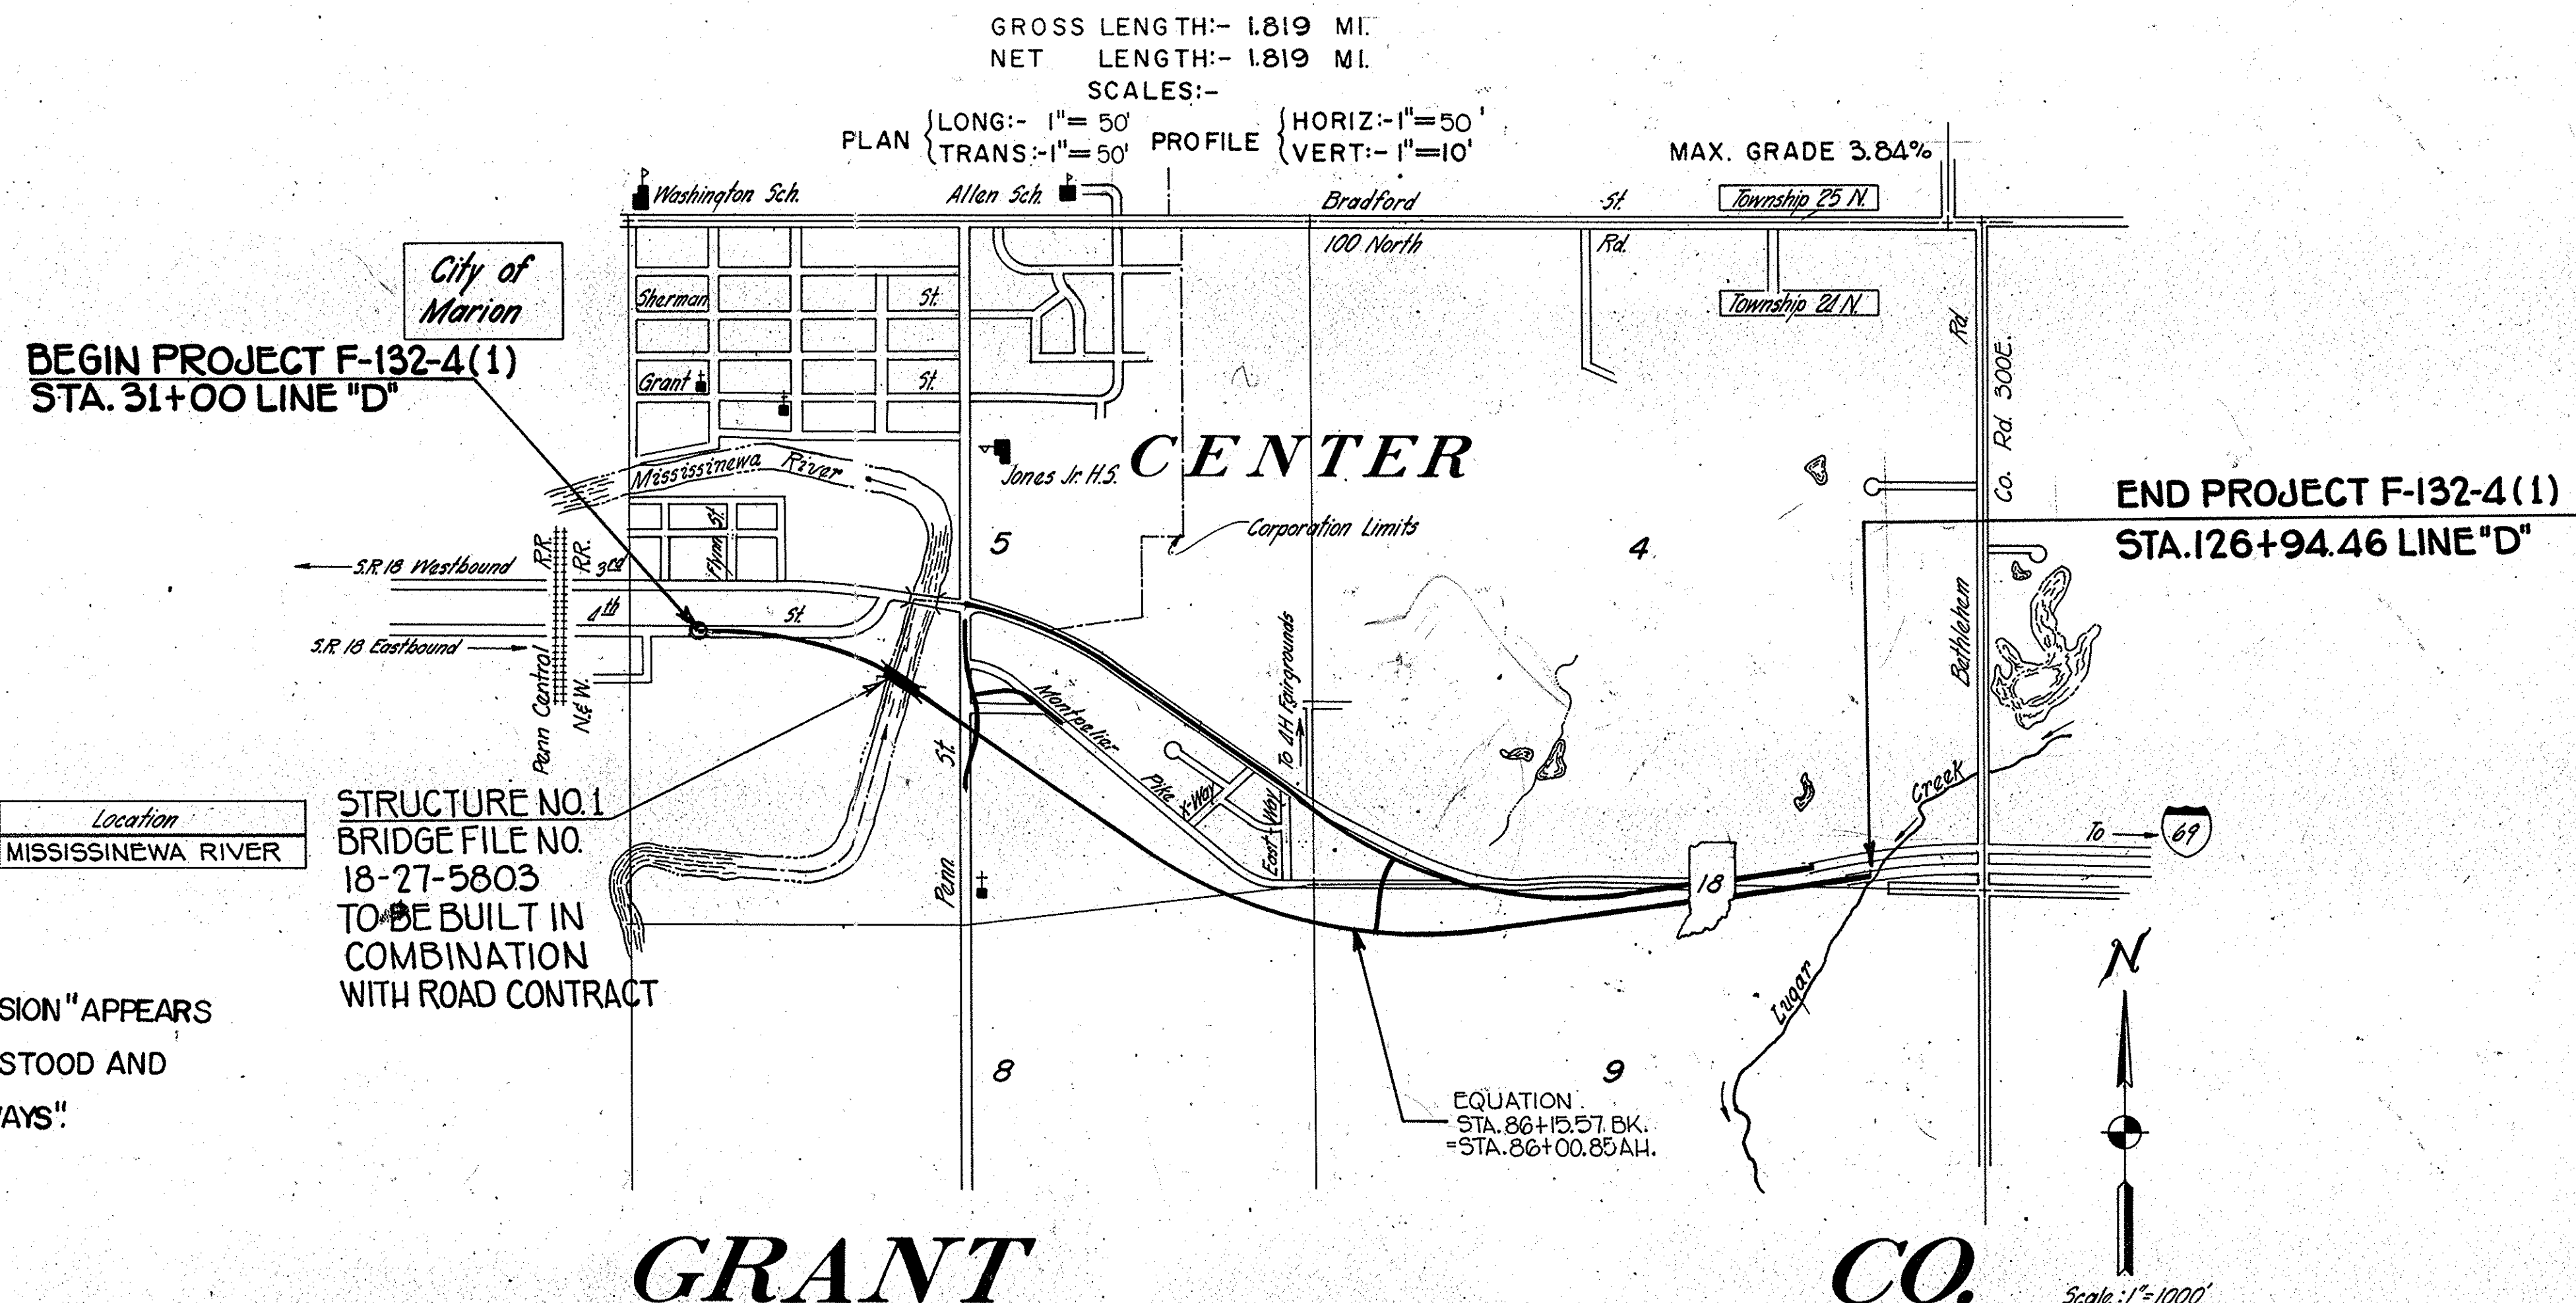 GROSS LENGTH:- 1.819 MI.
NET LENGTH:- 1.819 MI.
SCALES:-
PLAN
LONG:- 1"= 50'
TRANS:-1"= 50'
PROFILE
HORIZ:-1"=50'
VERT:- 1"=10'
MAX. GRADE 3.84%
Washington Sch.
Allen Sch.
Bradford St.
Township 25 N.
100 North Rd.
Township 24 N.
City of
Marion
Sherman St.
BEGIN PROJECT F-132-4(1)
STA. 31+00 LINE "D"
Grant St.
Rd.
Co. Rd. 300E.
Mississinewa River
Jones Jr. H.S.
CENTER
END PROJECT F-132-4(1)
STA.126+94.46 LINE"D"
Flynn St.
Corporation Limits
5
4
S.R. 18 Westbound
R.R.
R.R.
3rd
4th St.
S.R. 18 Eastbound
Penn Central
N.&W.
Bethlehem
To 4H Fairgrounds
Montpelier
Pike
X-Way
East-Way
St.
Penn.
Creek
To
69
18
Location
MISSISSINEWA RIVER
STRUCTURE NO.1
BRIDGE FILE NO.
18-27-5803
TO BE BUILT IN
COMBINATION
WITH ROAD CONTRACT
SION" APPEARS
STOOD AND
WAYS".
Lugar
N
8
9
EQUATION
STA.86+15.57 BK.
=STA.86+00.85AH.
GRANT CO.
Scale: 1"=1000'